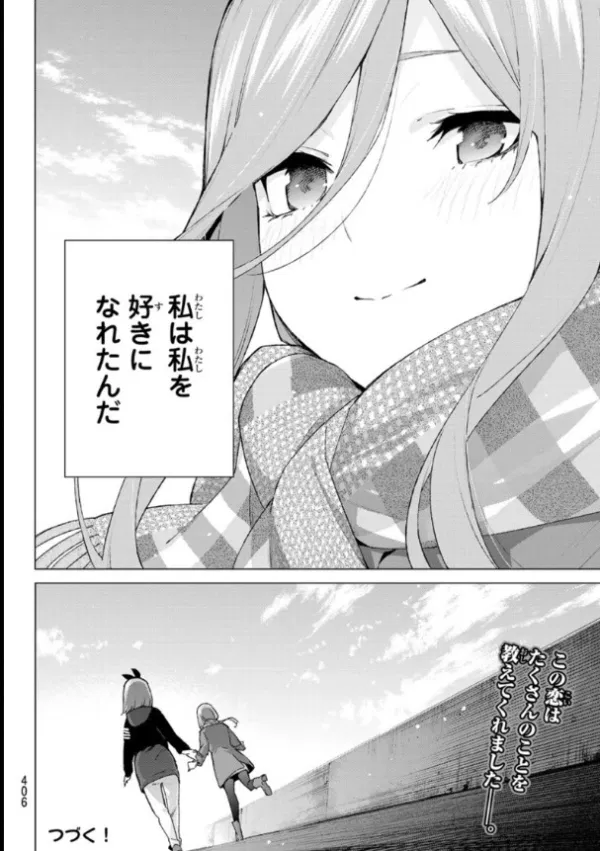 私は私を
好きに
なれたんだ
この恋は
たくさんのことを
教えてくれました――。
つづく！
406